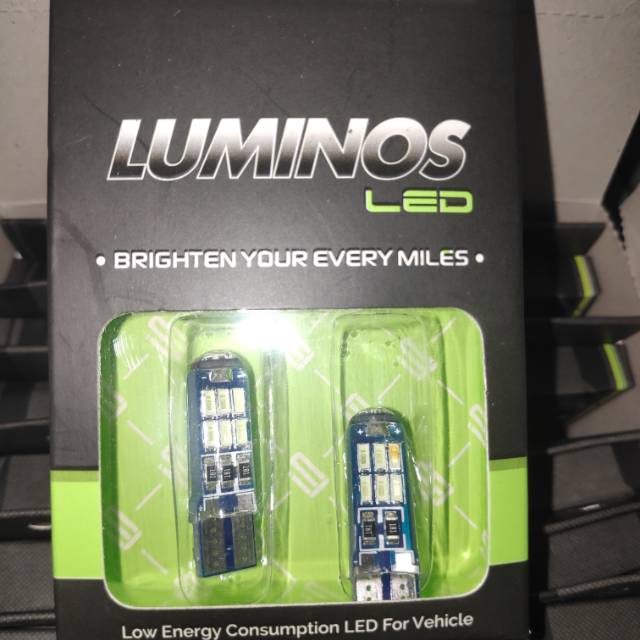 LUMINOS
LED
• BRIGHTEN YOUR EVERY MILES •
Low Energy Consumption LED For Vehicle